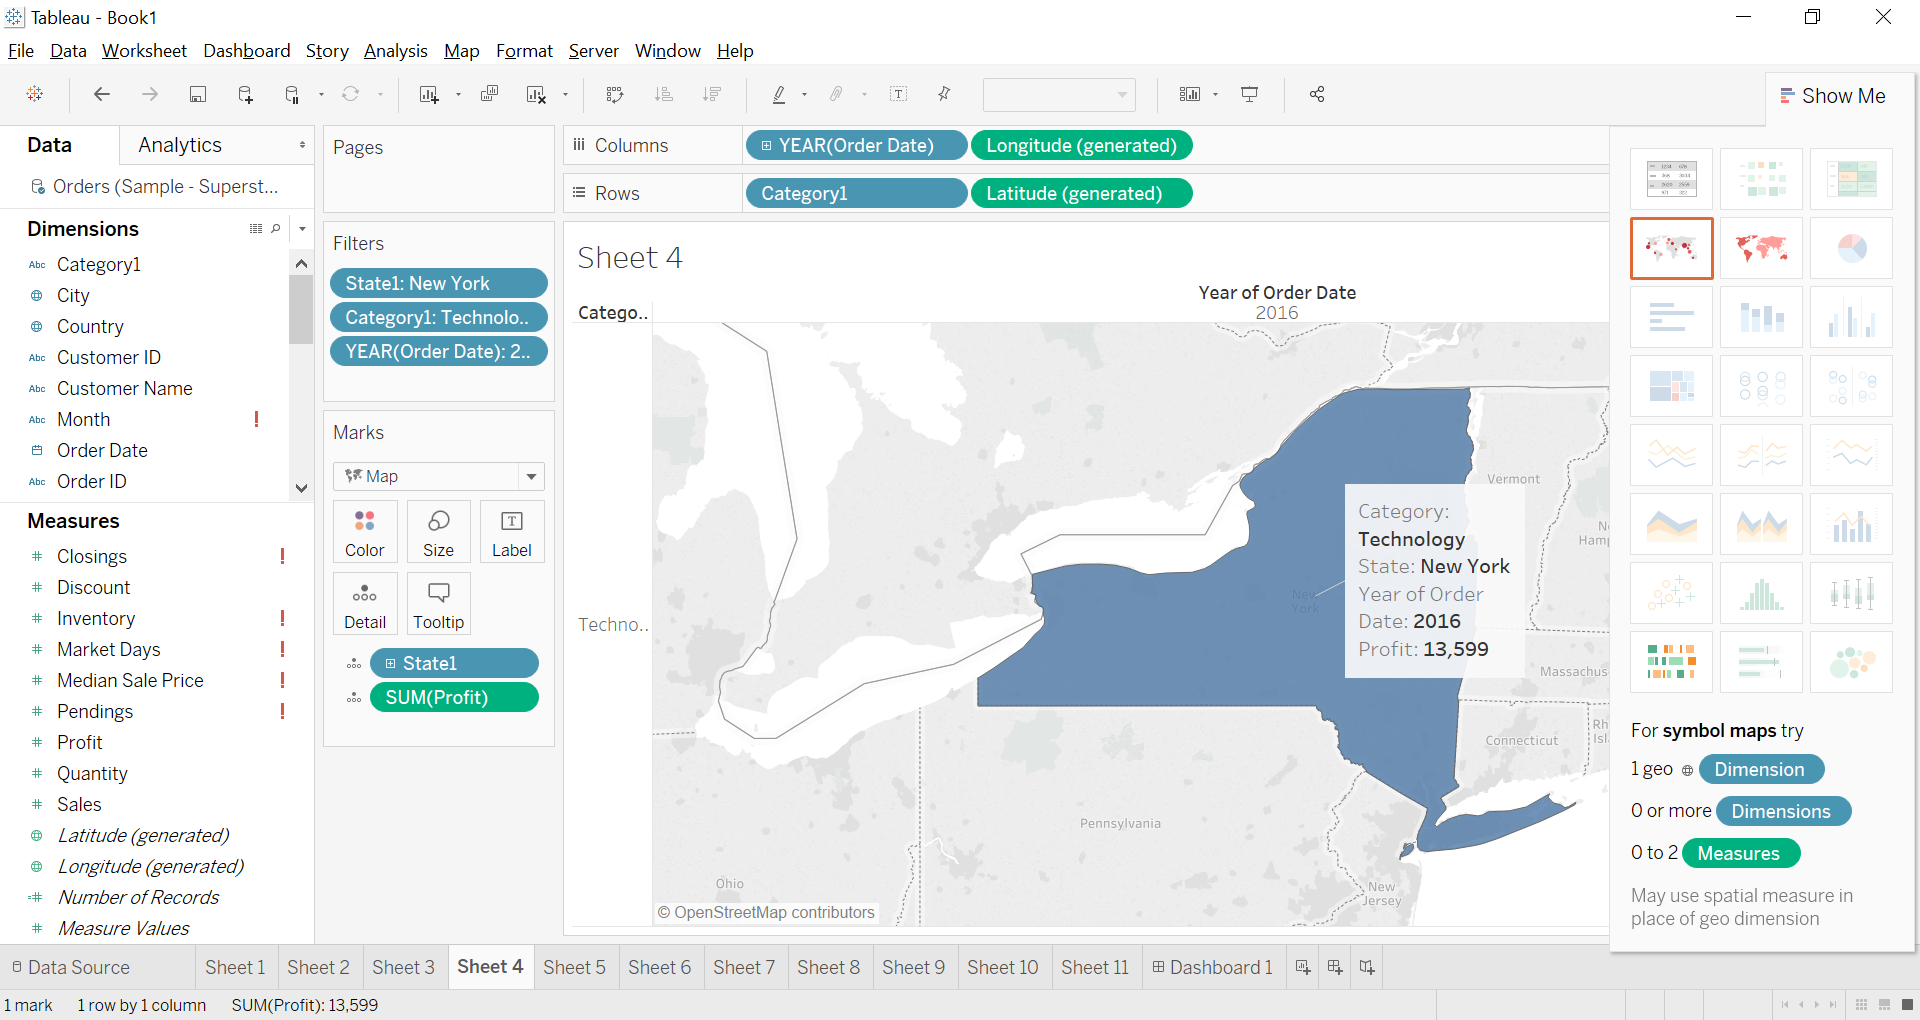 Tableau - Book1
File Data Worksheet Dashboard Story Analysis Map Format Server Window Help
Show Me
Data Analytics
Orders (Sample - Superst...
Dimensions
Abc Category1
City
Country
Abc Customer ID
Abc Customer Name
Abc Month !
Order Date
Abc Order ID
Measures
# Closings !
# Discount
# Inventory !
# Market Days !
# Median Sale Price !
# Pendings !
# Profit
# Quantity
# Sales
Latitude (generated)
Longitude (generated)
Number of Records
# Measure Values
Pages
Filters
State1: New York
Category1: Technolo..
YEAR(Order Date): 2..
Marks
Map
Color Size Label
Detail Tooltip
State1
SUM(Profit)
Columns YEAR(Order Date) Longitude (generated)
Rows Category1 Latitude (generated)
Sheet 4
Year of Order Date
Catego.. 2016
Techno..
Vermont
New York
Massachus
Connecticut
Pennsylvania
Ohio
New
Jersey
Category:
Technology
State: New York
Year of Order
Date: 2016
Profit: 13,599
© OpenStreetMap contributors
For symbol maps try
1 geo Dimension
0 or more Dimensions
0 to 2 Measures
May use spatial measure in
place of geo dimension
Data Source Sheet 1 Sheet 2 Sheet 3 Sheet 4 Sheet 5 Sheet 6 Sheet 7 Sheet 8 Sheet 9 Sheet 10 Sheet 11 Dashboard 1
1 mark 1 row by 1 column SUM(Profit): 13,599